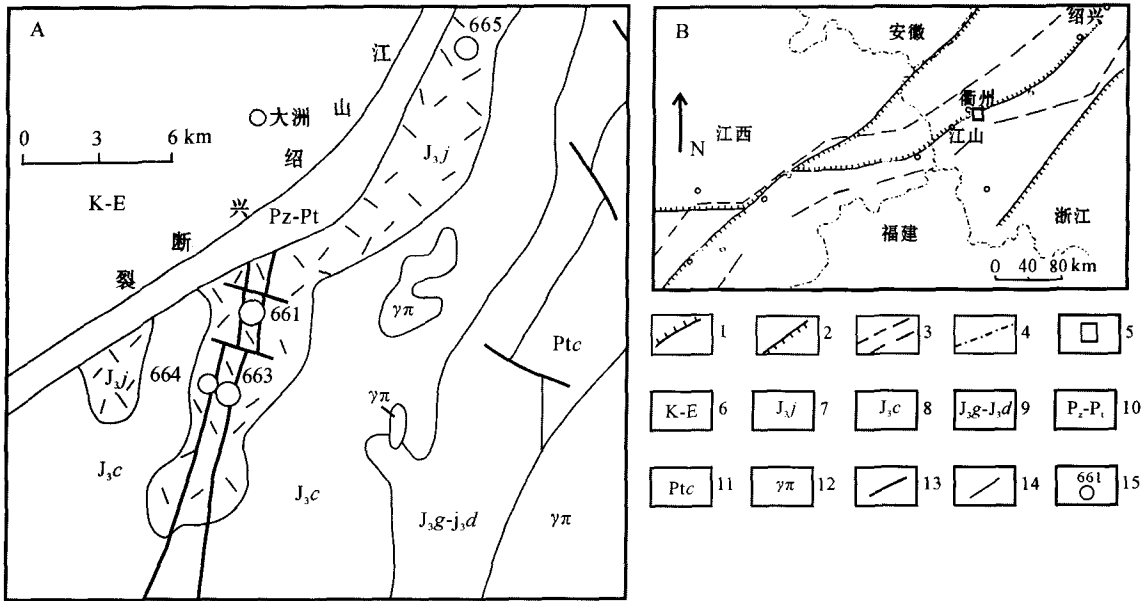 A
665
江
山
绍
兴
断
裂
大洲
0 3 6 km
J₃j
K-E
Pz-Pt
γπ
661
Ptc
J₃j
664
663
γπ
J₃c
J₃c
J₃g-j₃d
γπ
B
安徽
绍兴
衢州
江西
江山
N
福建
浙江
0 40 80 km
1
2
3
4
5
K-E 6
J₃j 7
J₃c 8
J₃g-J₃d 9
P_z-P_t 10
Ptc 11
γπ 12
13
14
661 15